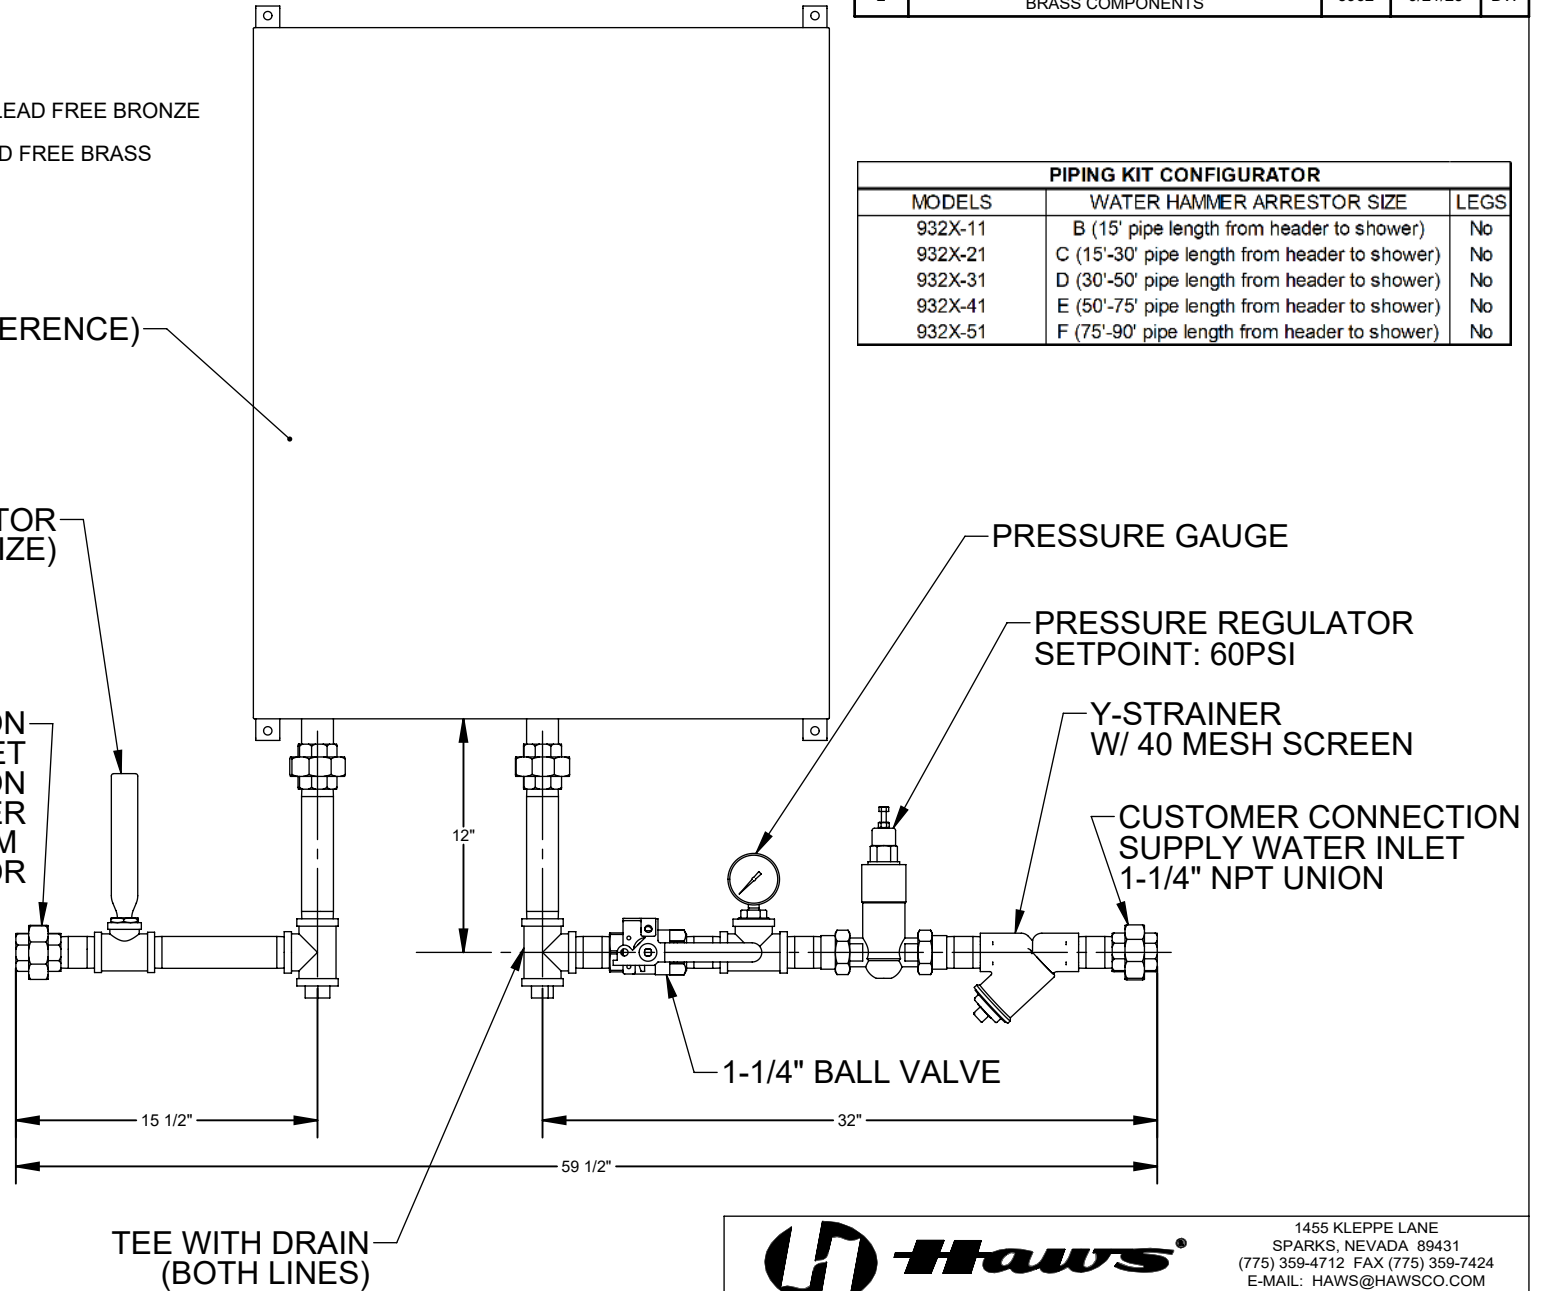 BRASS COMPONENTS
LEAD FREE BRONZE
D FREE BRASS
PIPING KIT CONFIGURATOR
MODELS WATER HAMMER ARRESTOR SIZE LEGS
932X-11 B (15' pipe length from header to shower) No
932X-21 C (15'-30' pipe length from header to shower) No
932X-31 D (30'-50' pipe length from header to shower) No
932X-41 E (50'-75' pipe length from header to shower) No
932X-51 F (75'-90' pipe length from header to shower) No
ERENCE)
TOR
IZE)
PRESSURE GAUGE
PRESSURE REGULATOR
SETPOINT: 60PSI
Y-STRAINER
W/ 40 MESH SCREEN
ON
ET
ON
ER
M
OR
12"
CUSTOMER CONNECTION
SUPPLY WATER INLET
1-1/4" NPT UNION
1-1/4" BALL VALVE
15 1/2"
32"
59 1/2"
TEE WITH DRAIN
(BOTH LINES)
Haws®
1455 KLEPPE LANE
SPARKS, NEVADA 89431
(775) 359-4712 FAX (775) 359-7424
E-MAIL: HAWS@HAWSCO.COM